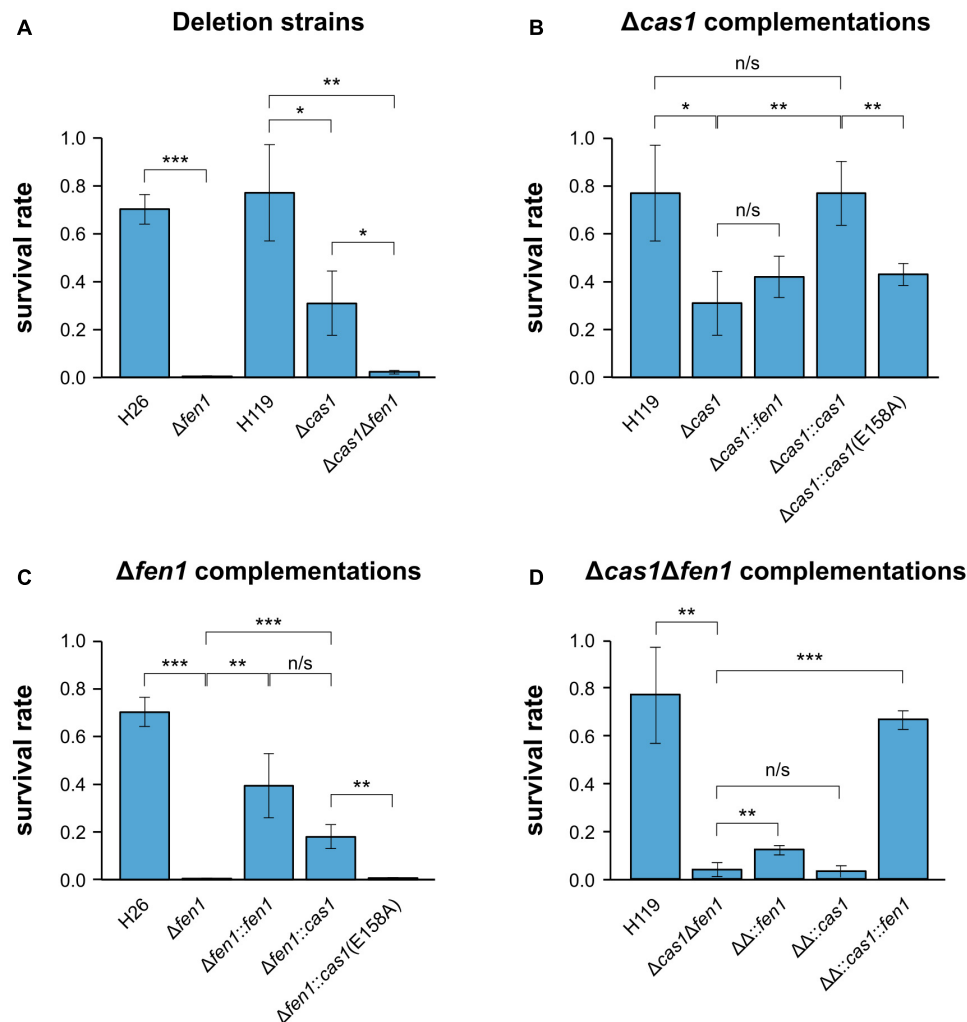 A
Deletion strains
**
*
***
*
1.0
0.8
0.6
0.4
0.2
0.0
survival rate
H26
Δfen1
H119
Δcas1
Δcas1Δfen1
B
Δcas1 complementations
n/s
*
**
**
n/s
1.0
0.8
0.6
0.4
0.2
0.0
survival rate
H119
Δcas1
Δcas1::fen1
Δcas1::cas1
Δcas1::cas1(E158A)
C
Δfen1 complementations
***
***
**
n/s
**
1.0
0.8
0.6
0.4
0.2
0.0
survival rate
H26
Δfen1
Δfen1::fen1
Δfen1::cas1
Δfen1::cas1(E158A)
D
Δcas1Δfen1 complementations
**
***
n/s
**
1.0
0.8
0.6
0.4
0.2
0.0
survival rate
H119
Δcas1Δfen1
ΔΔ::fen1
ΔΔ::cas1
ΔΔ::cas1::fen1